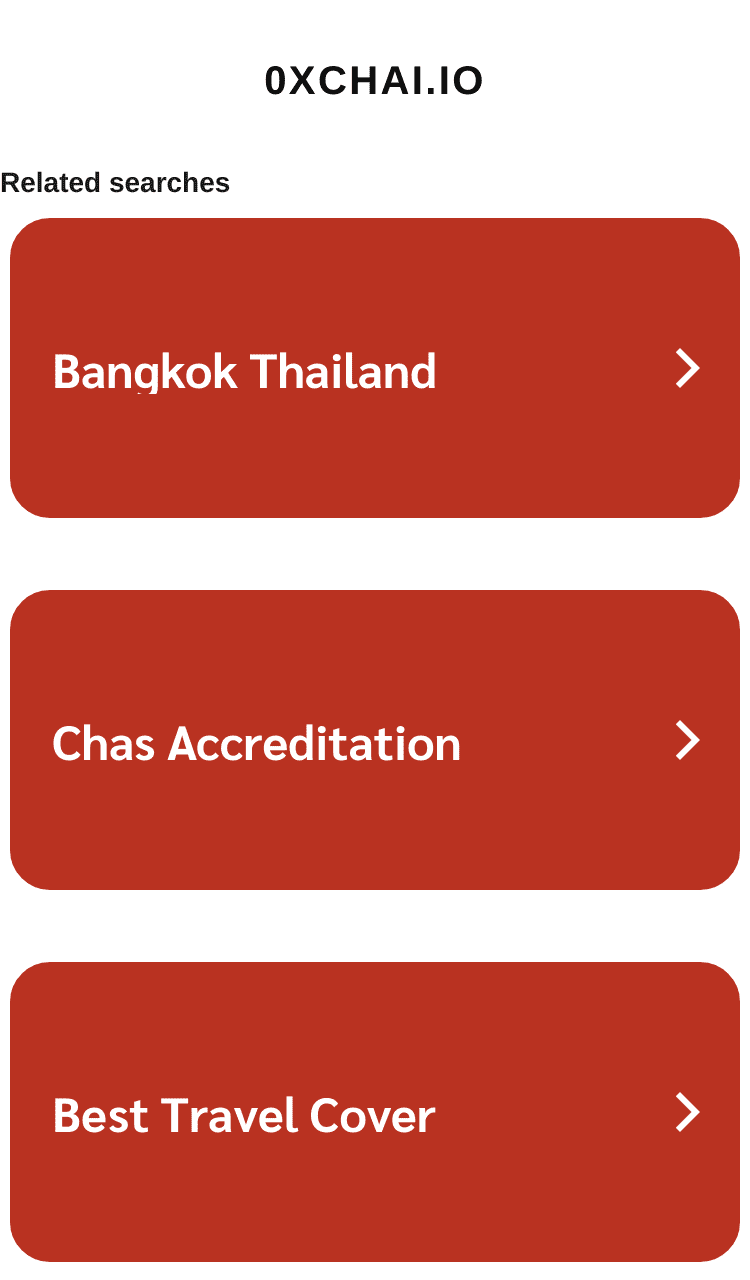 0XCHAI.IO
Related searches
Bangkok Thailand
Chas Accreditation
Best Travel Cover